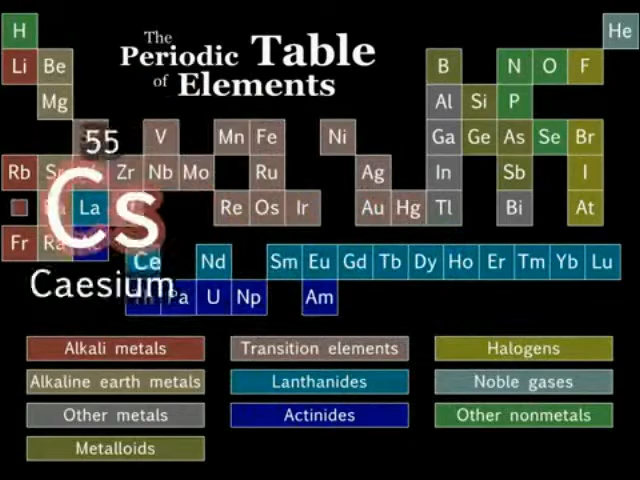 H He
The
Periodic Table
of Elements
Li Be B N O F
Mg Al Si P
55 V Mn Fe Ni Ga Ge As Se Br
Rb Zr Nb Mo Ru Ag In Sb I
Cs
La Re Os Ir Au Hg Tl Bi At
Fr Ra
Ce Nd Sm Eu Gd Tb Dy Ho Er Tm Yb Lu
Caesium
Th Pa U Np Am
Alkali metals Transition elements Halogens
Alkaline earth metals Lanthanides Noble gases
Other metals Actinides Other nonmetals
Metalloids